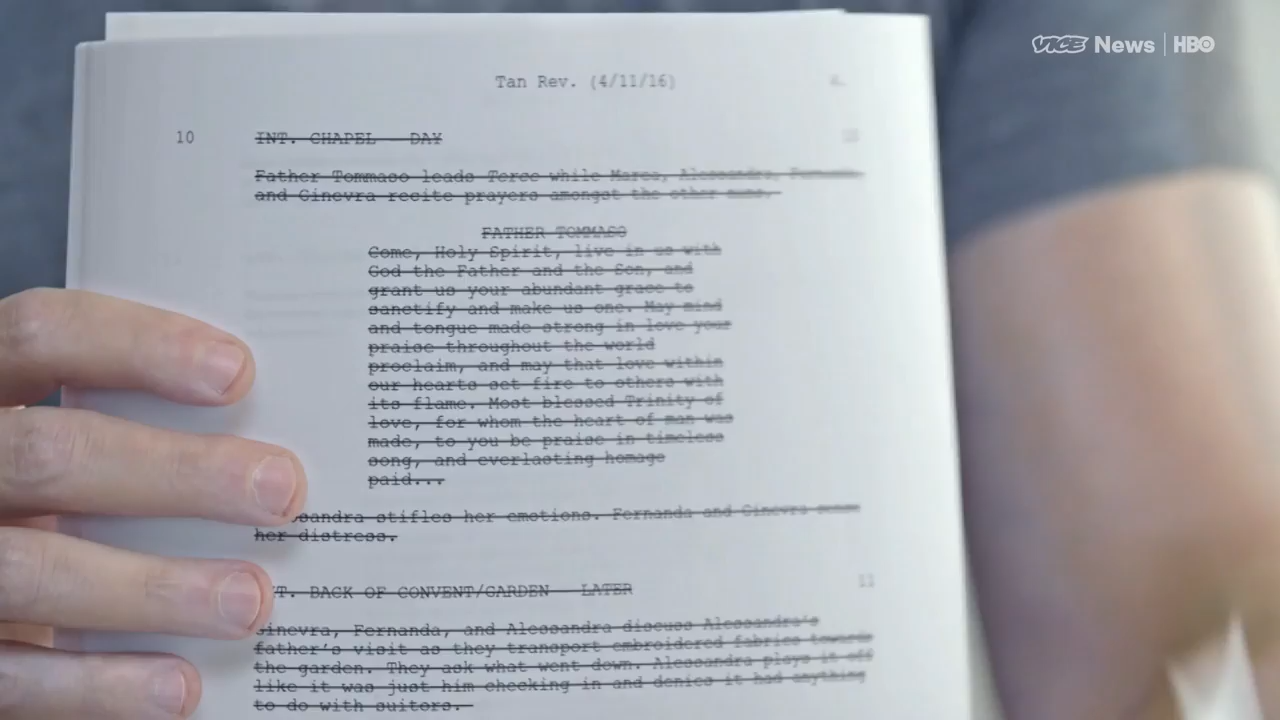 VICE News | HBO
Tan Rev. (4/11/16)
10 INT. CHAPEL - DAY
Father Tommaso leads Terce while Marea, Alessandra, Fernanda,
and Ginevra recite prayers amongst the other nuns.
FATHER TOMMASO
Come, Holy Spirit, live in us with
God the Father and the Son, and
grant us your abundant grace to
sanctify and make us one. May mind
and tongue made strong in love your
praise throughout the world
proclaim, and may that love within
our hearts set fire to others with
its flame. Most blessed Trinity of
love, for whom the heart of man was
made, to you be praise in timeless
song, and everlasting homage
paid...
sandra stifles her emotions. Fernanda and Ginevra sense
her distress.
T. BACK OF CONVENT/GARDEN - LATER 11
Ginevra, Fernanda, and Alessandra discuss Alessandra's
father's visit as they transport embroidered fabrics towards
the garden. They ask what went down. Alessandra plays it off
like it was just him checking in and denies it had anything
to do with suitors.